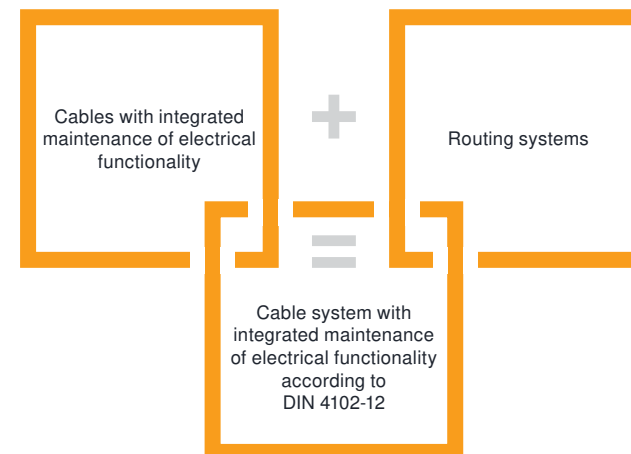 Cables with integrated
maintenance of electrical
functionality
+
Routing systems
=
Cable system with
integrated maintenance
of electrical functionality
according to
DIN 4102-12